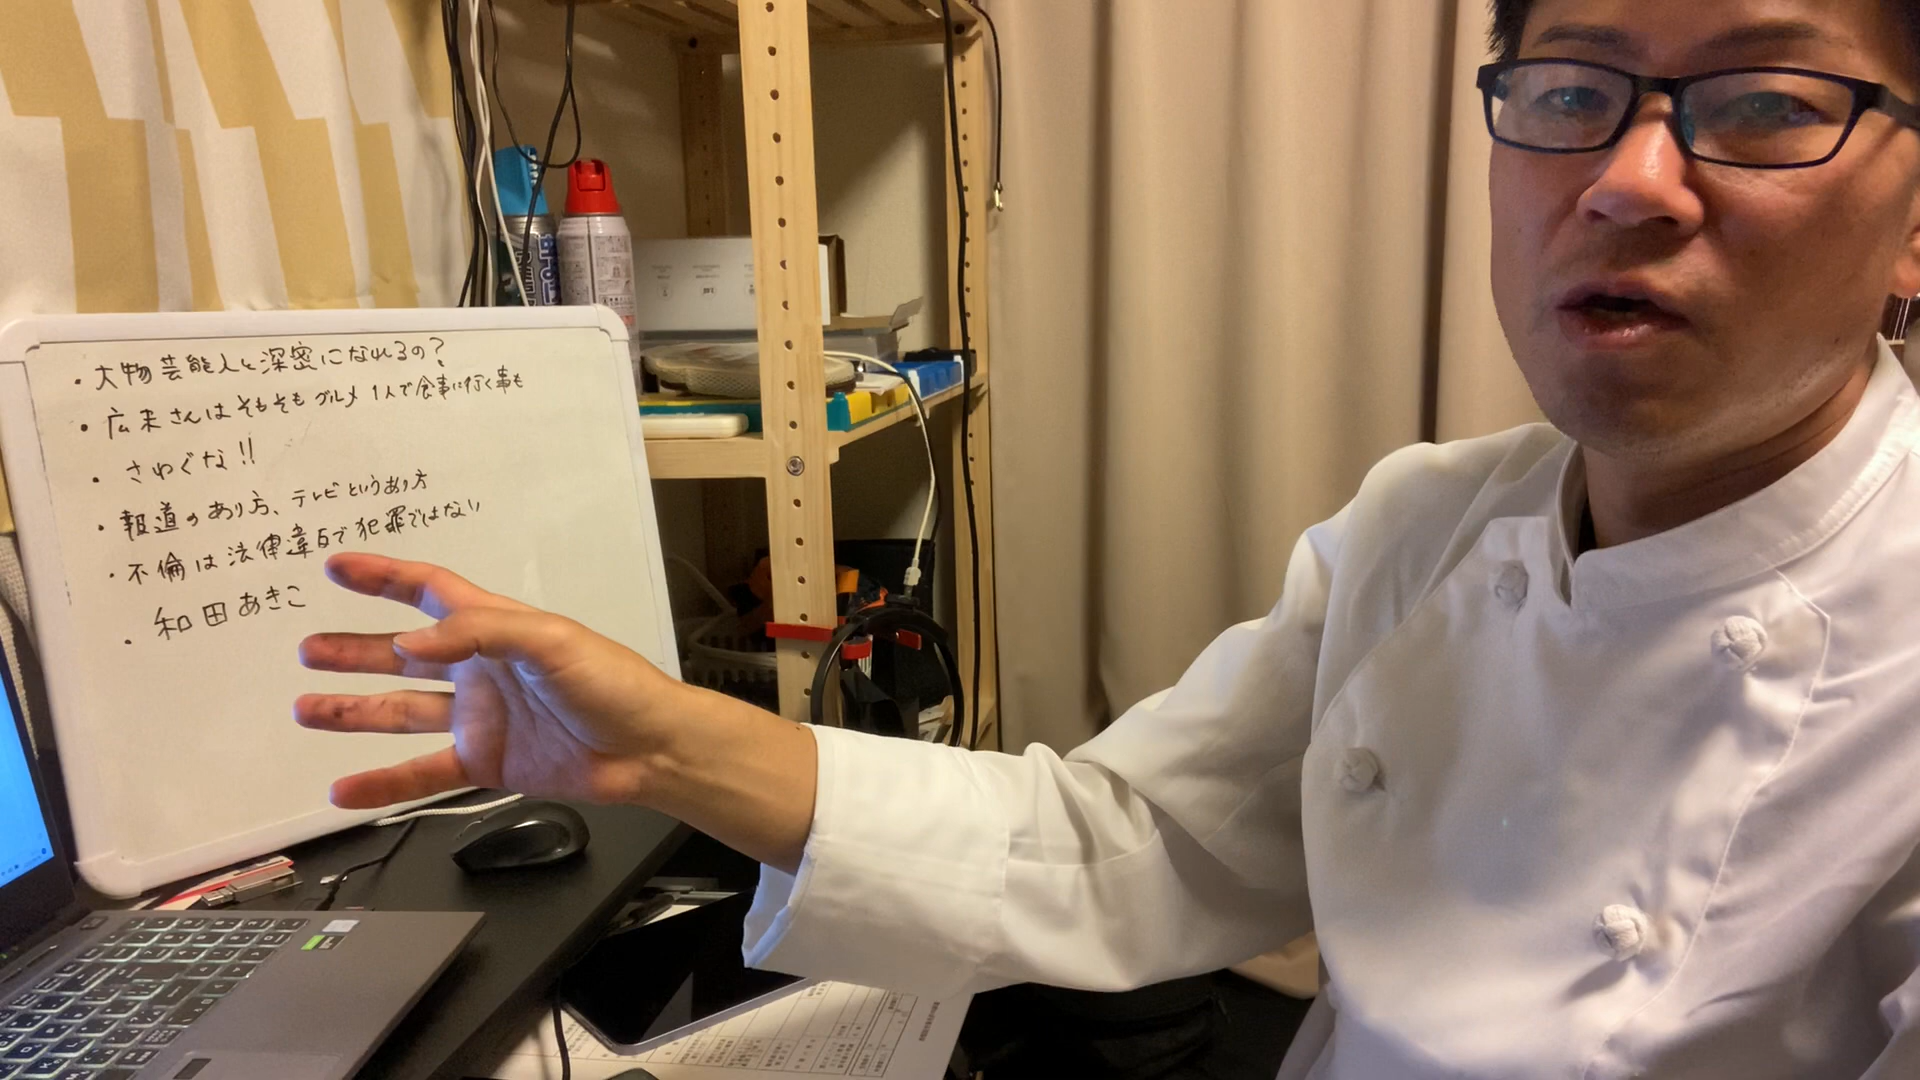 ・大物芸能人と深密になれるの？
・広末さんはそもそもグルメ 1人で食事に行く事も
・さわぐな!!
・報道のあり方、テレビというあり方
・不倫は法律違反で犯罪ではない
・和田あきこ